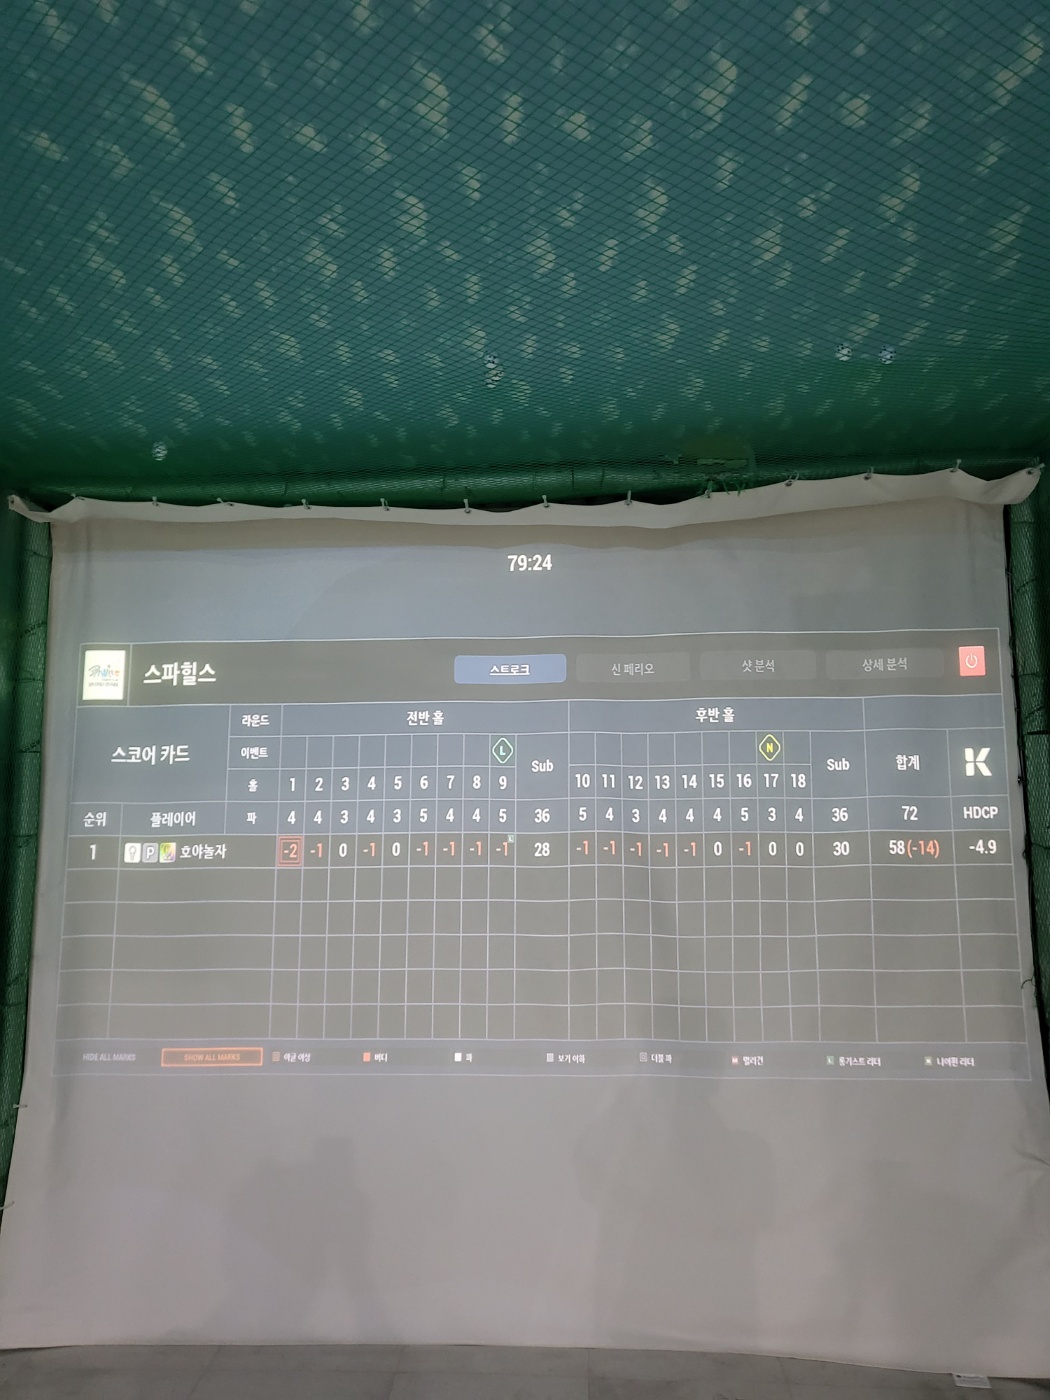 79:24
스파힐스 스트로크 신 페리오 샷 분석 상세 분석
라운드 전반 홀 후반 홀
스코어 카드 이벤트 L Sub N Sub 합계 K
홀 1 2 3 4 5 6 7 8 9 10 11 12 13 14 15 16 17 18
순위 플레이어 파 4 4 3 4 3 5 4 4 5 36 5 4 3 4 4 4 5 3 4 36 72 HDCP
1 P 호야놀자 -2 -1 0 -1 0 -1 -1 -1 -1 28 -1 -1 -1 -1 -1 0 -1 0 0 30 58(-14) -4.9
HIDE ALL MARKS SHOW ALL MARKS 이글 이상 버디 파 보기 이하 더블 파 멀리건 롱기스트 리더 니어핀 리더